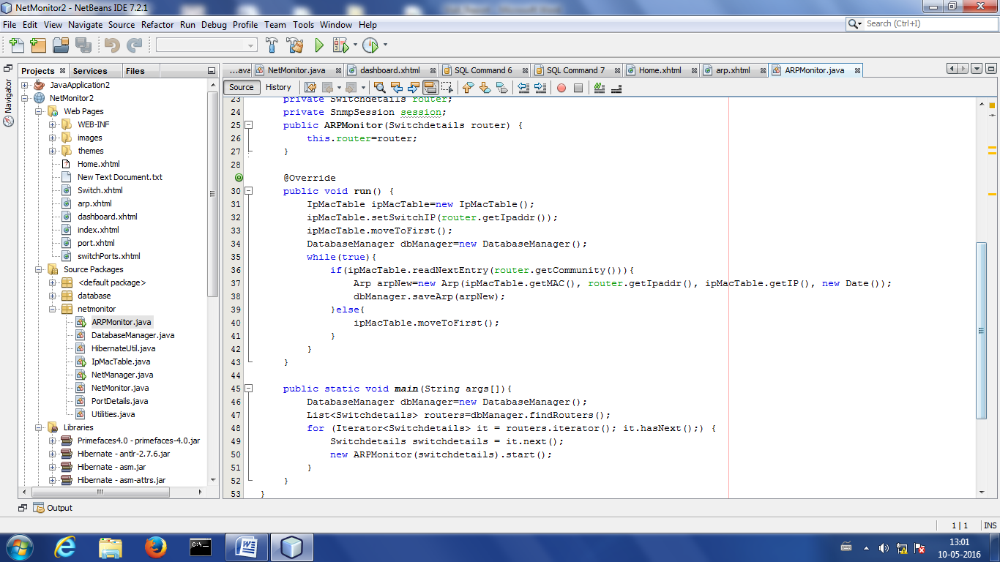 NetMonitor2 - NetBeans IDE 7.2.1
File Edit View Navigate Source Refactor Run Debug Profile Team Tools Window Help
Search (Ctrl+I)
Navigator
Projects Services Files
JavaApplication2
NetMonitor2
Web Pages
WEB-INF
images
themes
Home.xhtml
New Text Document.txt
Switch.xhtml
arp.xhtml
dashboard.xhtml
index.xhtml
port.xhtml
switchPorts.xhtml
Source Packages
<default package>
database
netmonitor
ARPMonitor.java
DatabaseManager.java
HibernateUtil.java
IpMacTable.java
NetManager.java
NetMonitor.java
PortDetails.java
Utilities.java
Libraries
Primefaces4.0 - primefaces-4.0.jar
Hibernate - antlr-2.7.6.jar
Hibernate - asm.jar
Hibernate - asm-attrs.jar
...ava NetMonitor.java dashboard.xhtml SQL Command 6 SQL Command 7 Home.xhtml arp.xhtml ARPMonitor.java
Source History
23 private Switchdetails router;
24 private SnmpSession session;
25 public ARPMonitor(Switchdetails router) {
26 this.router=router;
27 }
28
@Override
30 public void run() {
31 IpMacTable ipMacTable=new IpMacTable();
32 ipMacTable.setSwitchIP(router.getIpaddr());
33 ipMacTable.moveToFirst();
34 DatabaseManager dbManager=new DatabaseManager();
35 while(true){
36 if(ipMacTable.readNextEntry(router.getCommunity())){
37 Arp arpNew=new Arp(ipMacTable.getMAC(), router.getIpaddr(), ipMacTable.getIP(), new Date());
38 dbManager.saveArp(arpNew);
39 }else{
40 ipMacTable.moveToFirst();
41 }
42 }
43 }
44
45 public static void main(String args[]){
46 DatabaseManager dbManager=new DatabaseManager();
47 List<Switchdetails> routers=dbManager.findRouters();
48 for (Iterator<Switchdetails> it = routers.iterator(); it.hasNext();) {
49 Switchdetails switchdetails = it.next();
50 new ARPMonitor(switchdetails).start();
51 }
52 }
53 }
Output
1 | 1 INS
13:01
10-05-2016